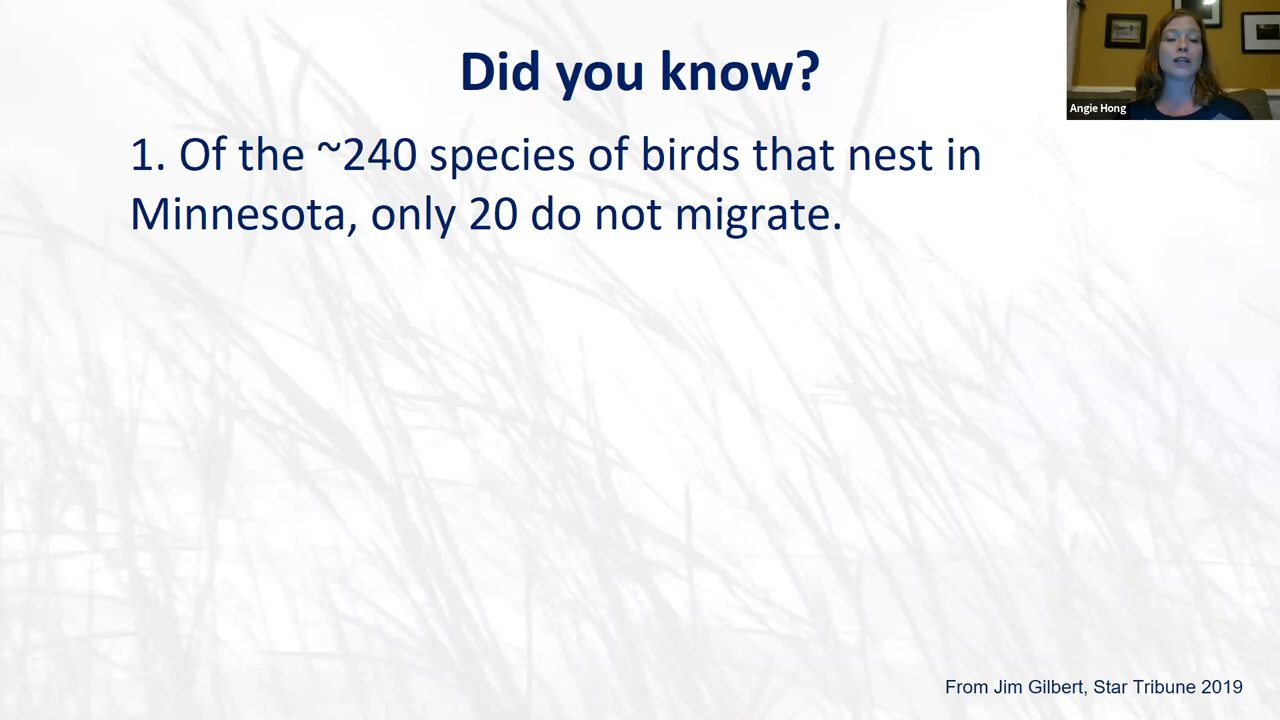 Did you know?
Angie Hong
1. Of the ~240 species of birds that nest in
Minnesota, only 20 do not migrate.
From Jim Gilbert, Star Tribune 2019